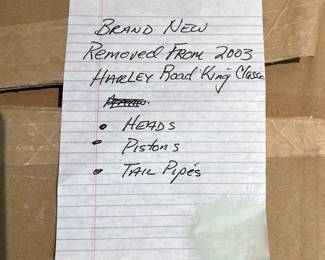 BRAND NEW
Removed From 2003
HARLEY Road King Classic
• HEADS
• Pistons
• TAIL Pipes